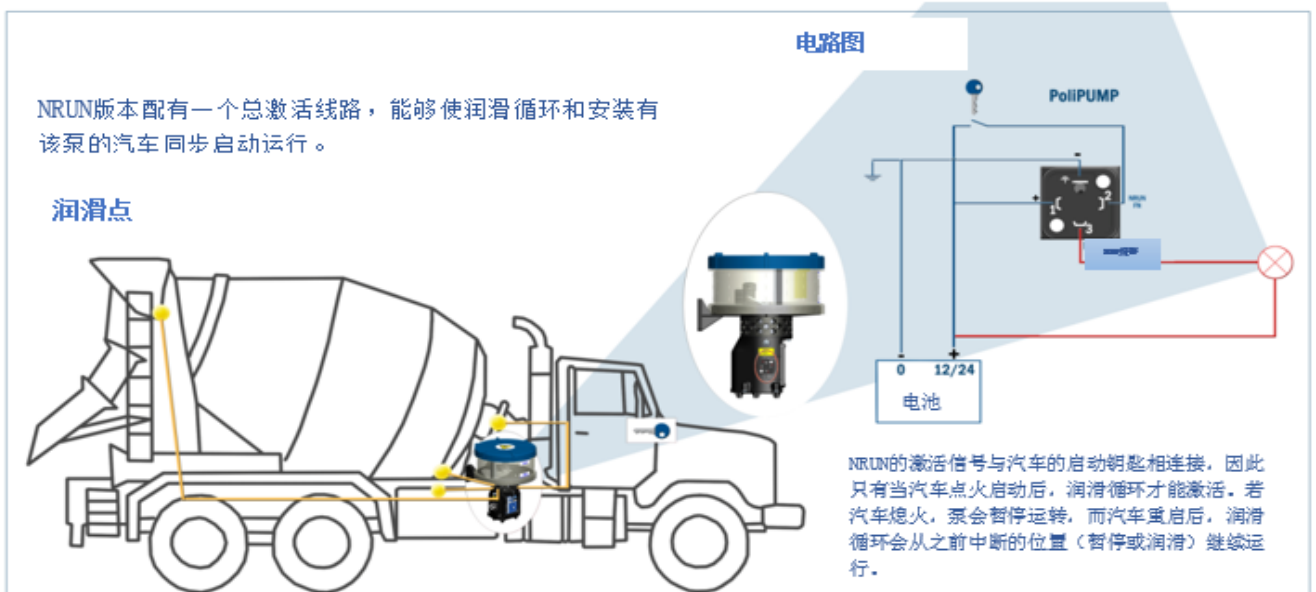 电路图
NRUN版本配有一个总激活线路，能够使润滑循环和安装有
该泵的汽车同步启动运行。
润滑点
PoliPUMP
-
+
1
2
3
NRUN
- +
0 12/24
电池
NRUN的激活信号与汽车的启动钥匙相连接，因此
只有当汽车点火启动后，润滑循环才能激活。若
汽车熄火，泵会暂停运转，而汽车重启后，润滑
循环会从之前中断的位置（暂停或润滑）继续运
行。